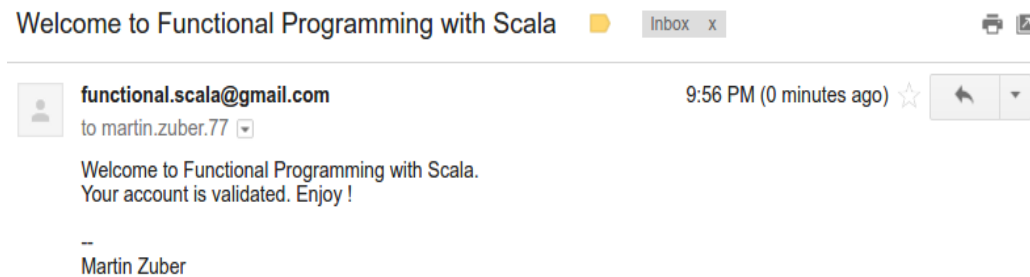 Welcome to Functional Programming with Scala Inbox x
functional.scala@gmail.com 9:56 PM (0 minutes ago)
to martin.zuber.77
Welcome to Functional Programming with Scala.
Your account is validated. Enjoy !
--
Martin Zuber